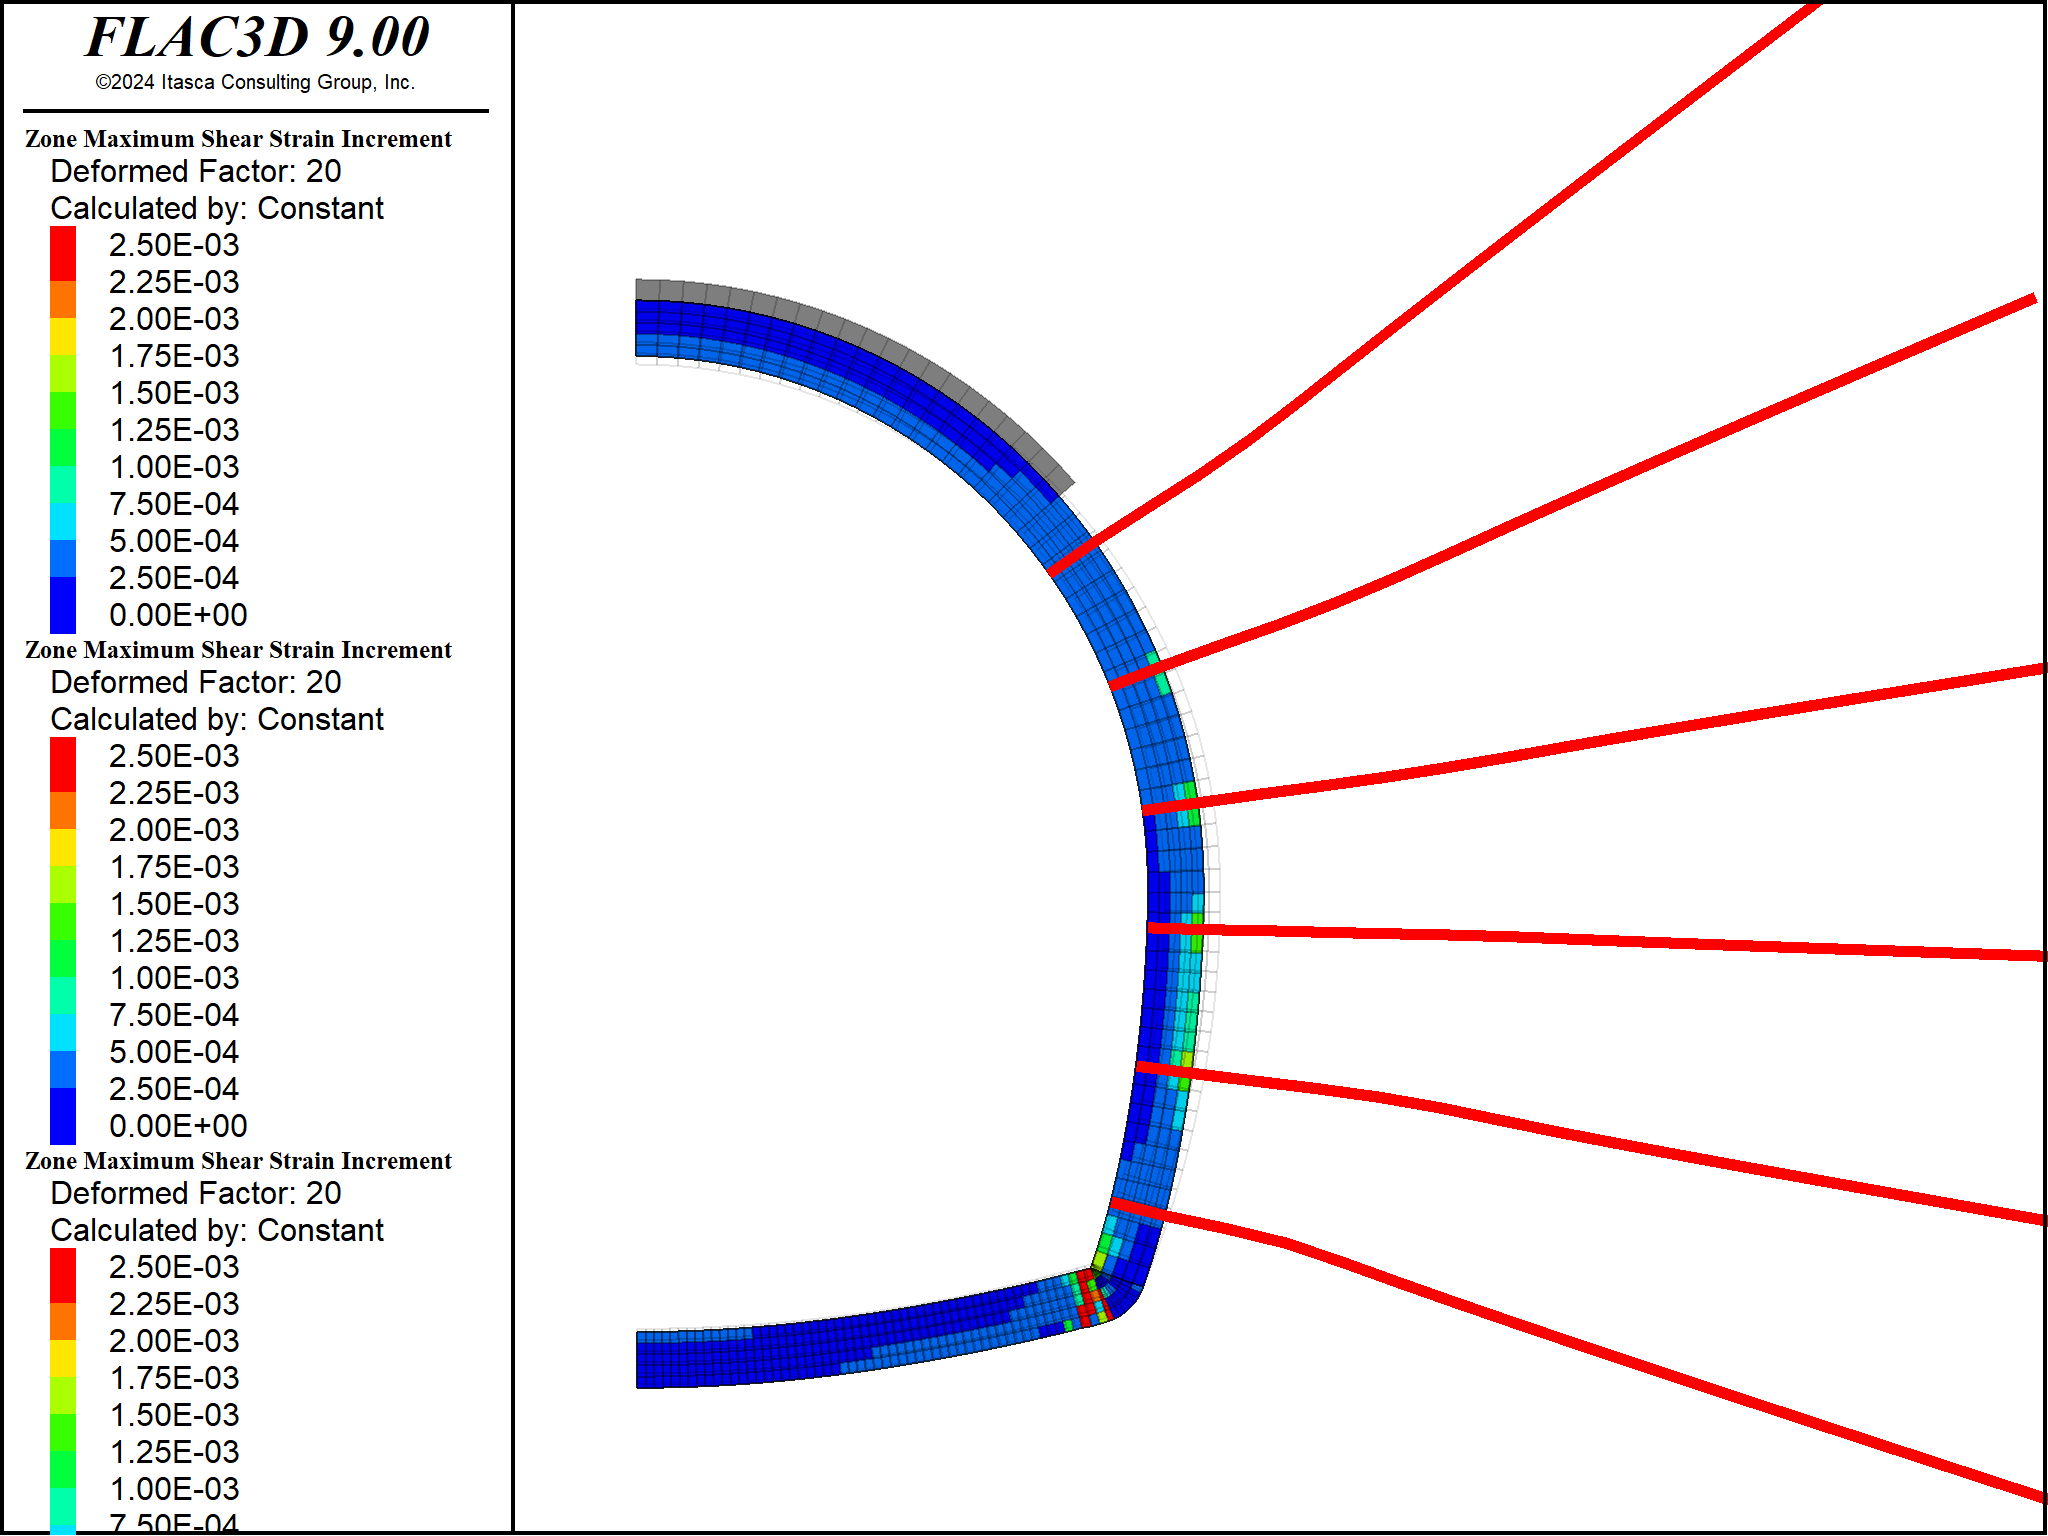 FLAC3D 9.00
©2024 Itasca Consulting Group, Inc.
Zone Maximum Shear Strain Increment
Deformed Factor: 20
Calculated by: Constant
2.50E-03
2.25E-03
2.00E-03
1.75E-03
1.50E-03
1.25E-03
1.00E-03
7.50E-04
5.00E-04
2.50E-04
0.00E+00
Zone Maximum Shear Strain Increment
Deformed Factor: 20
Calculated by: Constant
2.50E-03
2.25E-03
2.00E-03
1.75E-03
1.50E-03
1.25E-03
1.00E-03
7.50E-04
5.00E-04
2.50E-04
0.00E+00
Zone Maximum Shear Strain Increment
Deformed Factor: 20
Calculated by: Constant
2.50E-03
2.25E-03
2.00E-03
1.75E-03
1.50E-03
1.25E-03
1.00E-03
7.50E-04